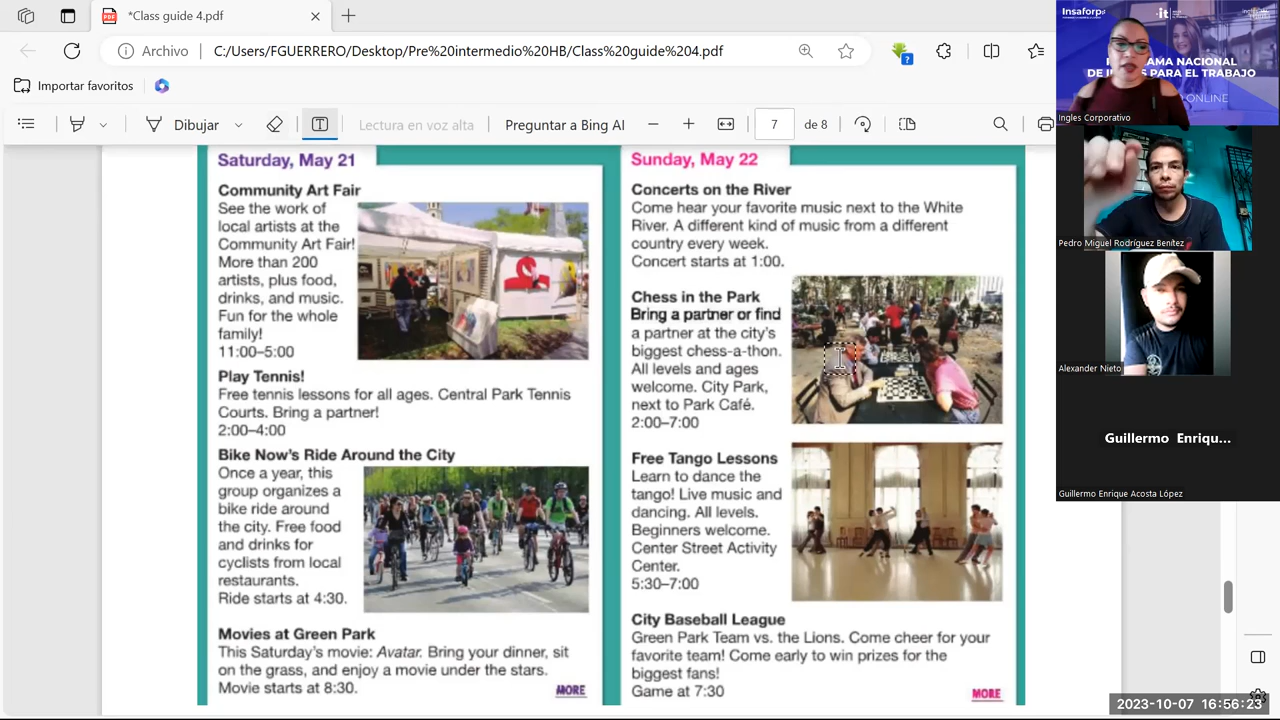 *Class guide 4.pdf
Archivo
C:/Users/FGUERRERO/Desktop/Pre%20intermedio%20HB/Class%20guide%204.pdf
Importar favoritos
Dibujar
Lectura en voz alta
Preguntar a Bing AI
7
de 8
Saturday, May 21
Community Art Fair
See the work of
local artists at the
Community Art Fair!
More than 200
artists, plus food,
drinks, and music.
Fun for the whole
family!
11:00–5:00
Play Tennis!
Free tennis lessons for all ages. Central Park Tennis
Courts. Bring a partner!
2:00–4:00
Bike Now's Ride Around the City
Once a year, this
group organizes a
bike ride around
the city. Free food
and drinks for
cyclists from local
restaurants.
Ride starts at 4:30.
Movies at Green Park
This Saturday's movie: Avatar. Bring your dinner, sit
on the grass, and enjoy a movie under the stars.
Movie starts at 8:30.
MORE
Sunday, May 22
Concerts on the River
Come hear your favorite music next to the White
River. A different kind of music from a different
country every week.
Concert starts at 1:00.
Chess in the Park
Bring a partner or find
a partner at the city's
biggest chess-a-thon.
All levels and ages
welcome. City Park,
next to Park Café.
2:00–7:00
Free Tango Lessons
Learn to dance the
tango! Live music and
dancing. All levels.
Beginners welcome.
Center Street Activity
Center.
5:30–7:00
City Baseball League
Green Park Team vs. the Lions. Come cheer for your
favorite team! Come early to win prizes for the
biggest fans!
Game at 7:30
MORE
Insaforp
it
AMA NACIONAL
DE I S PARA EL TRABAJO
ONLINE
Ingles Corporativo
Pedro Miguel Rodríguez Benítez
Alexander Nieto
Guillermo Enriqu...
Guillermo Enrique Acosta López
2023-10-07 16:56:23